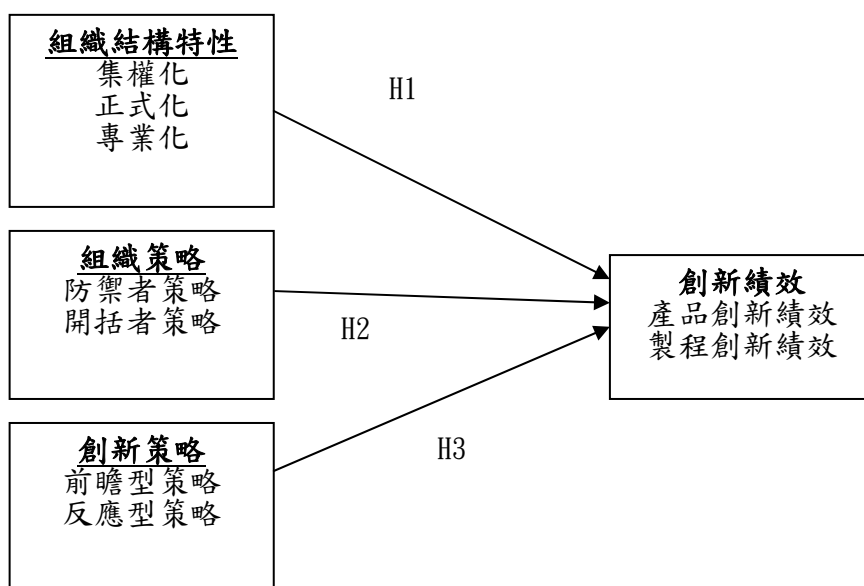 組織結構特性
集權化
正式化
專業化
H1
組織策略
防禦者策略
開括者策略
H2
創新績效
產品創新績效
製程創新績效
創新策略
前瞻型策略
反應型策略
H3